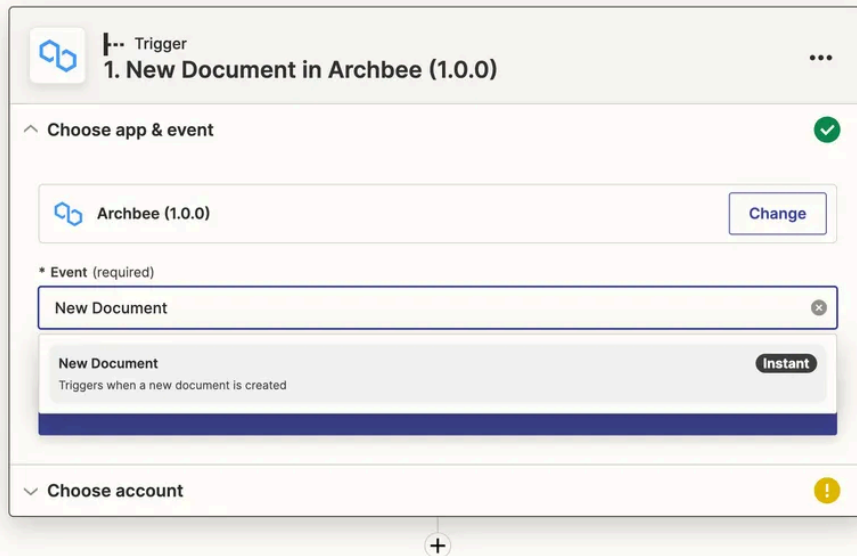 Trigger
1. New Document in Archbee (1.0.0)
Choose app & event
Archbee (1.0.0)
Change
* Event (required)
New Document
New Document
Instant
Triggers when a new document is created
Choose account